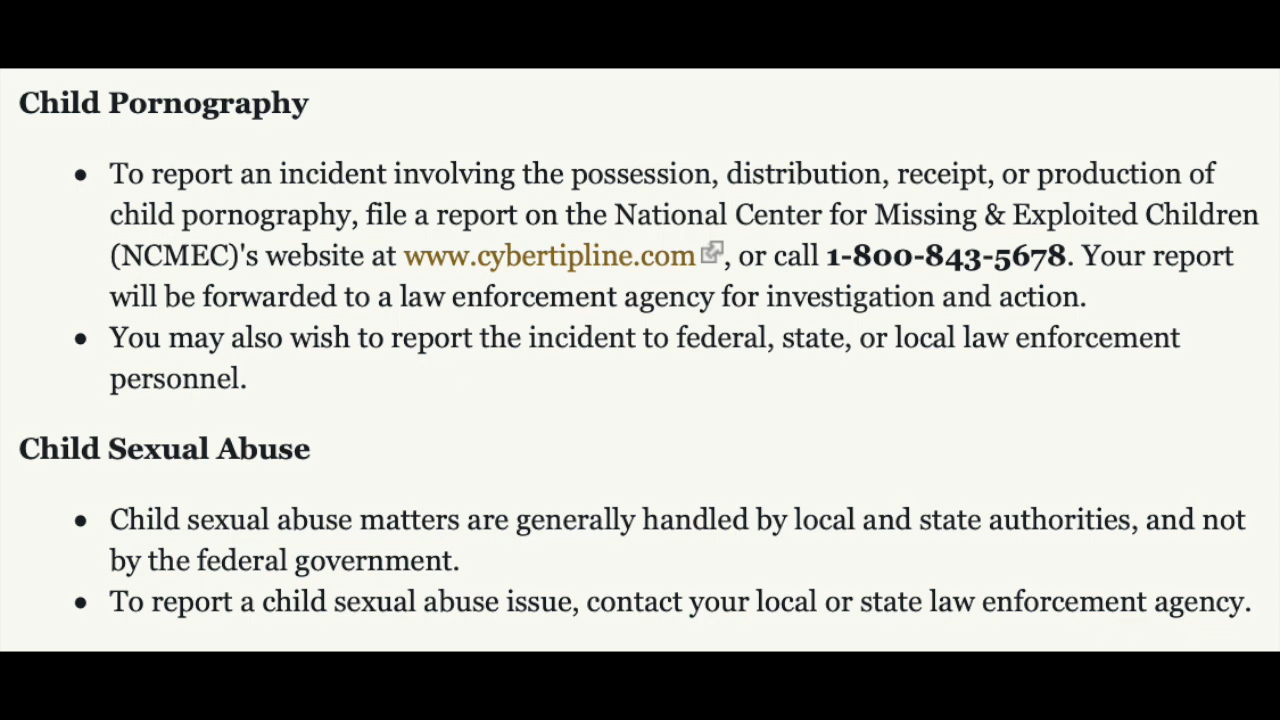 Child Pornography
• To report an incident involving the possession, distribution, receipt, or production of
child pornography, file a report on the National Center for Missing & Exploited Children
(NCMEC)'s website at www.cybertipline.com, or call 1-800-843-5678. Your report
will be forwarded to a law enforcement agency for investigation and action.
• You may also wish to report the incident to federal, state, or local law enforcement
personnel.
Child Sexual Abuse
• Child sexual abuse matters are generally handled by local and state authorities, and not
by the federal government.
• To report a child sexual abuse issue, contact your local or state law enforcement agency.